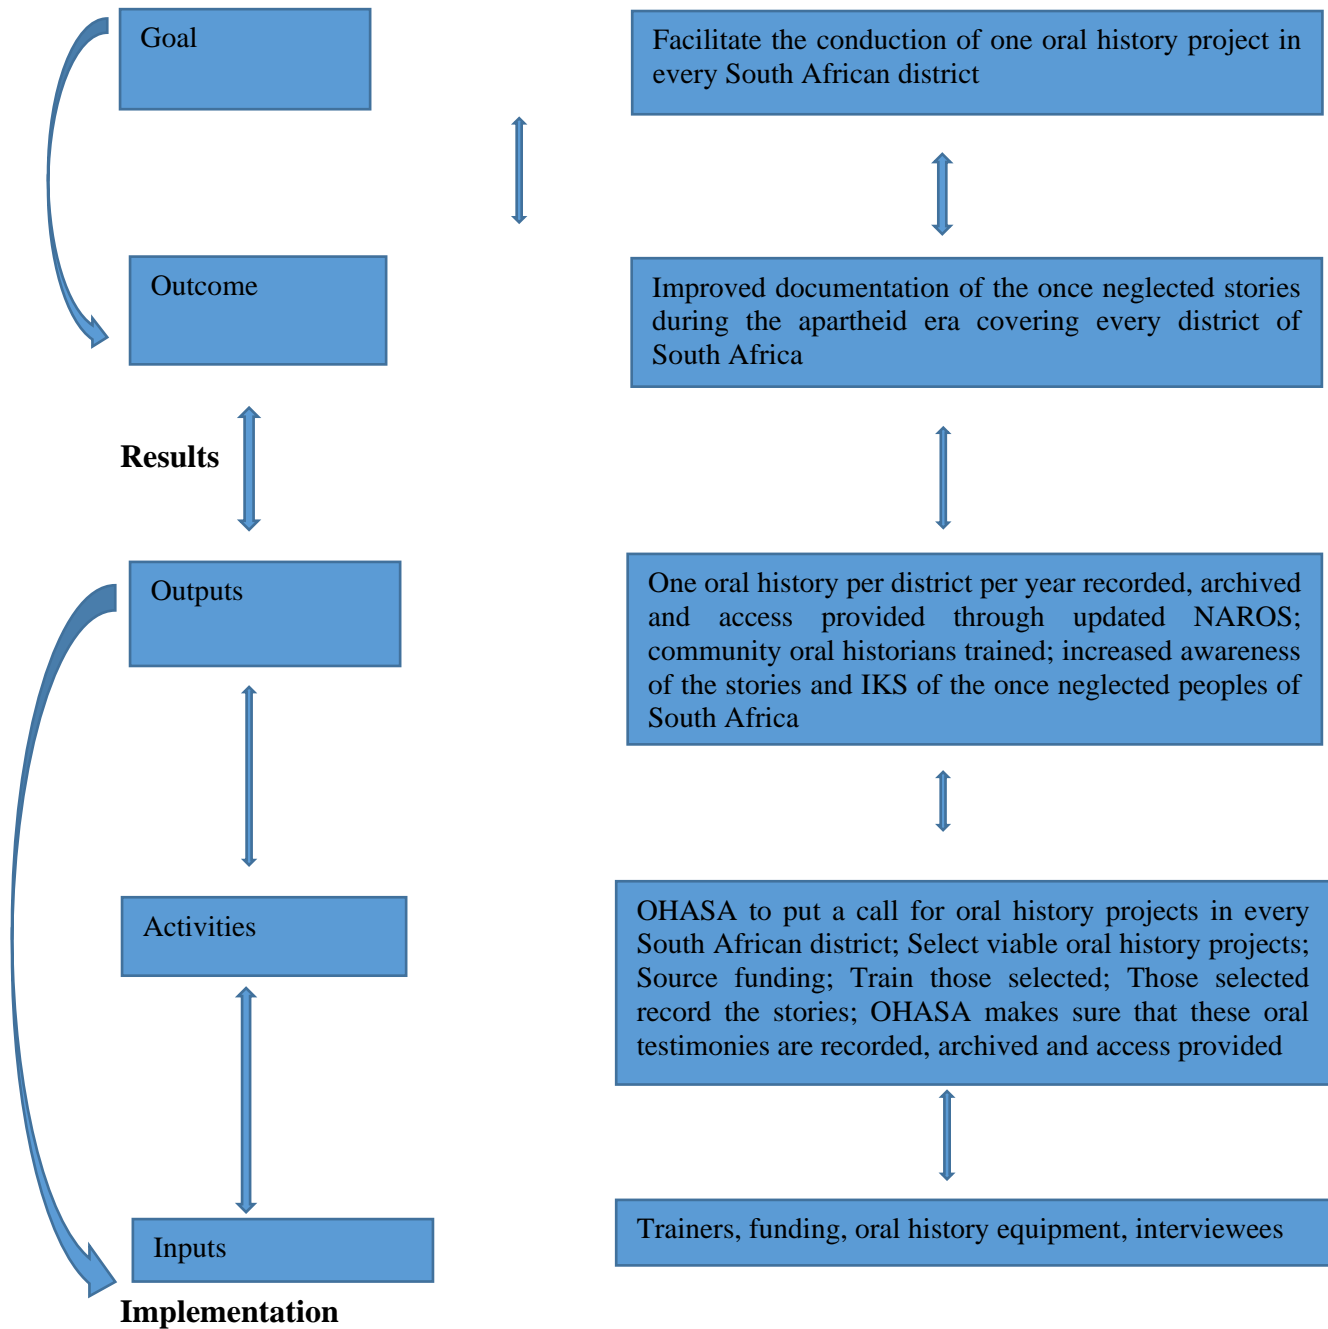 Goal
Facilitate the conduction of one oral history project in
every South African district
Outcome
Improved documentation of the once neglected stories
during the apartheid era covering every district of
South Africa
Results
Outputs
One oral history per district per year recorded, archived
and access provided through updated NAROS;
community oral historians trained; increased awareness
of the stories and IKS of the once neglected peoples of
South Africa
Activities
OHASA to put a call for oral history projects in every
South African district; Select viable oral history projects;
Source funding; Train those selected; Those selected
record the stories; OHASA makes sure that these oral
testimonies are recorded, archived and access provided
Inputs
Trainers, funding, oral history equipment, interviewees
Implementation